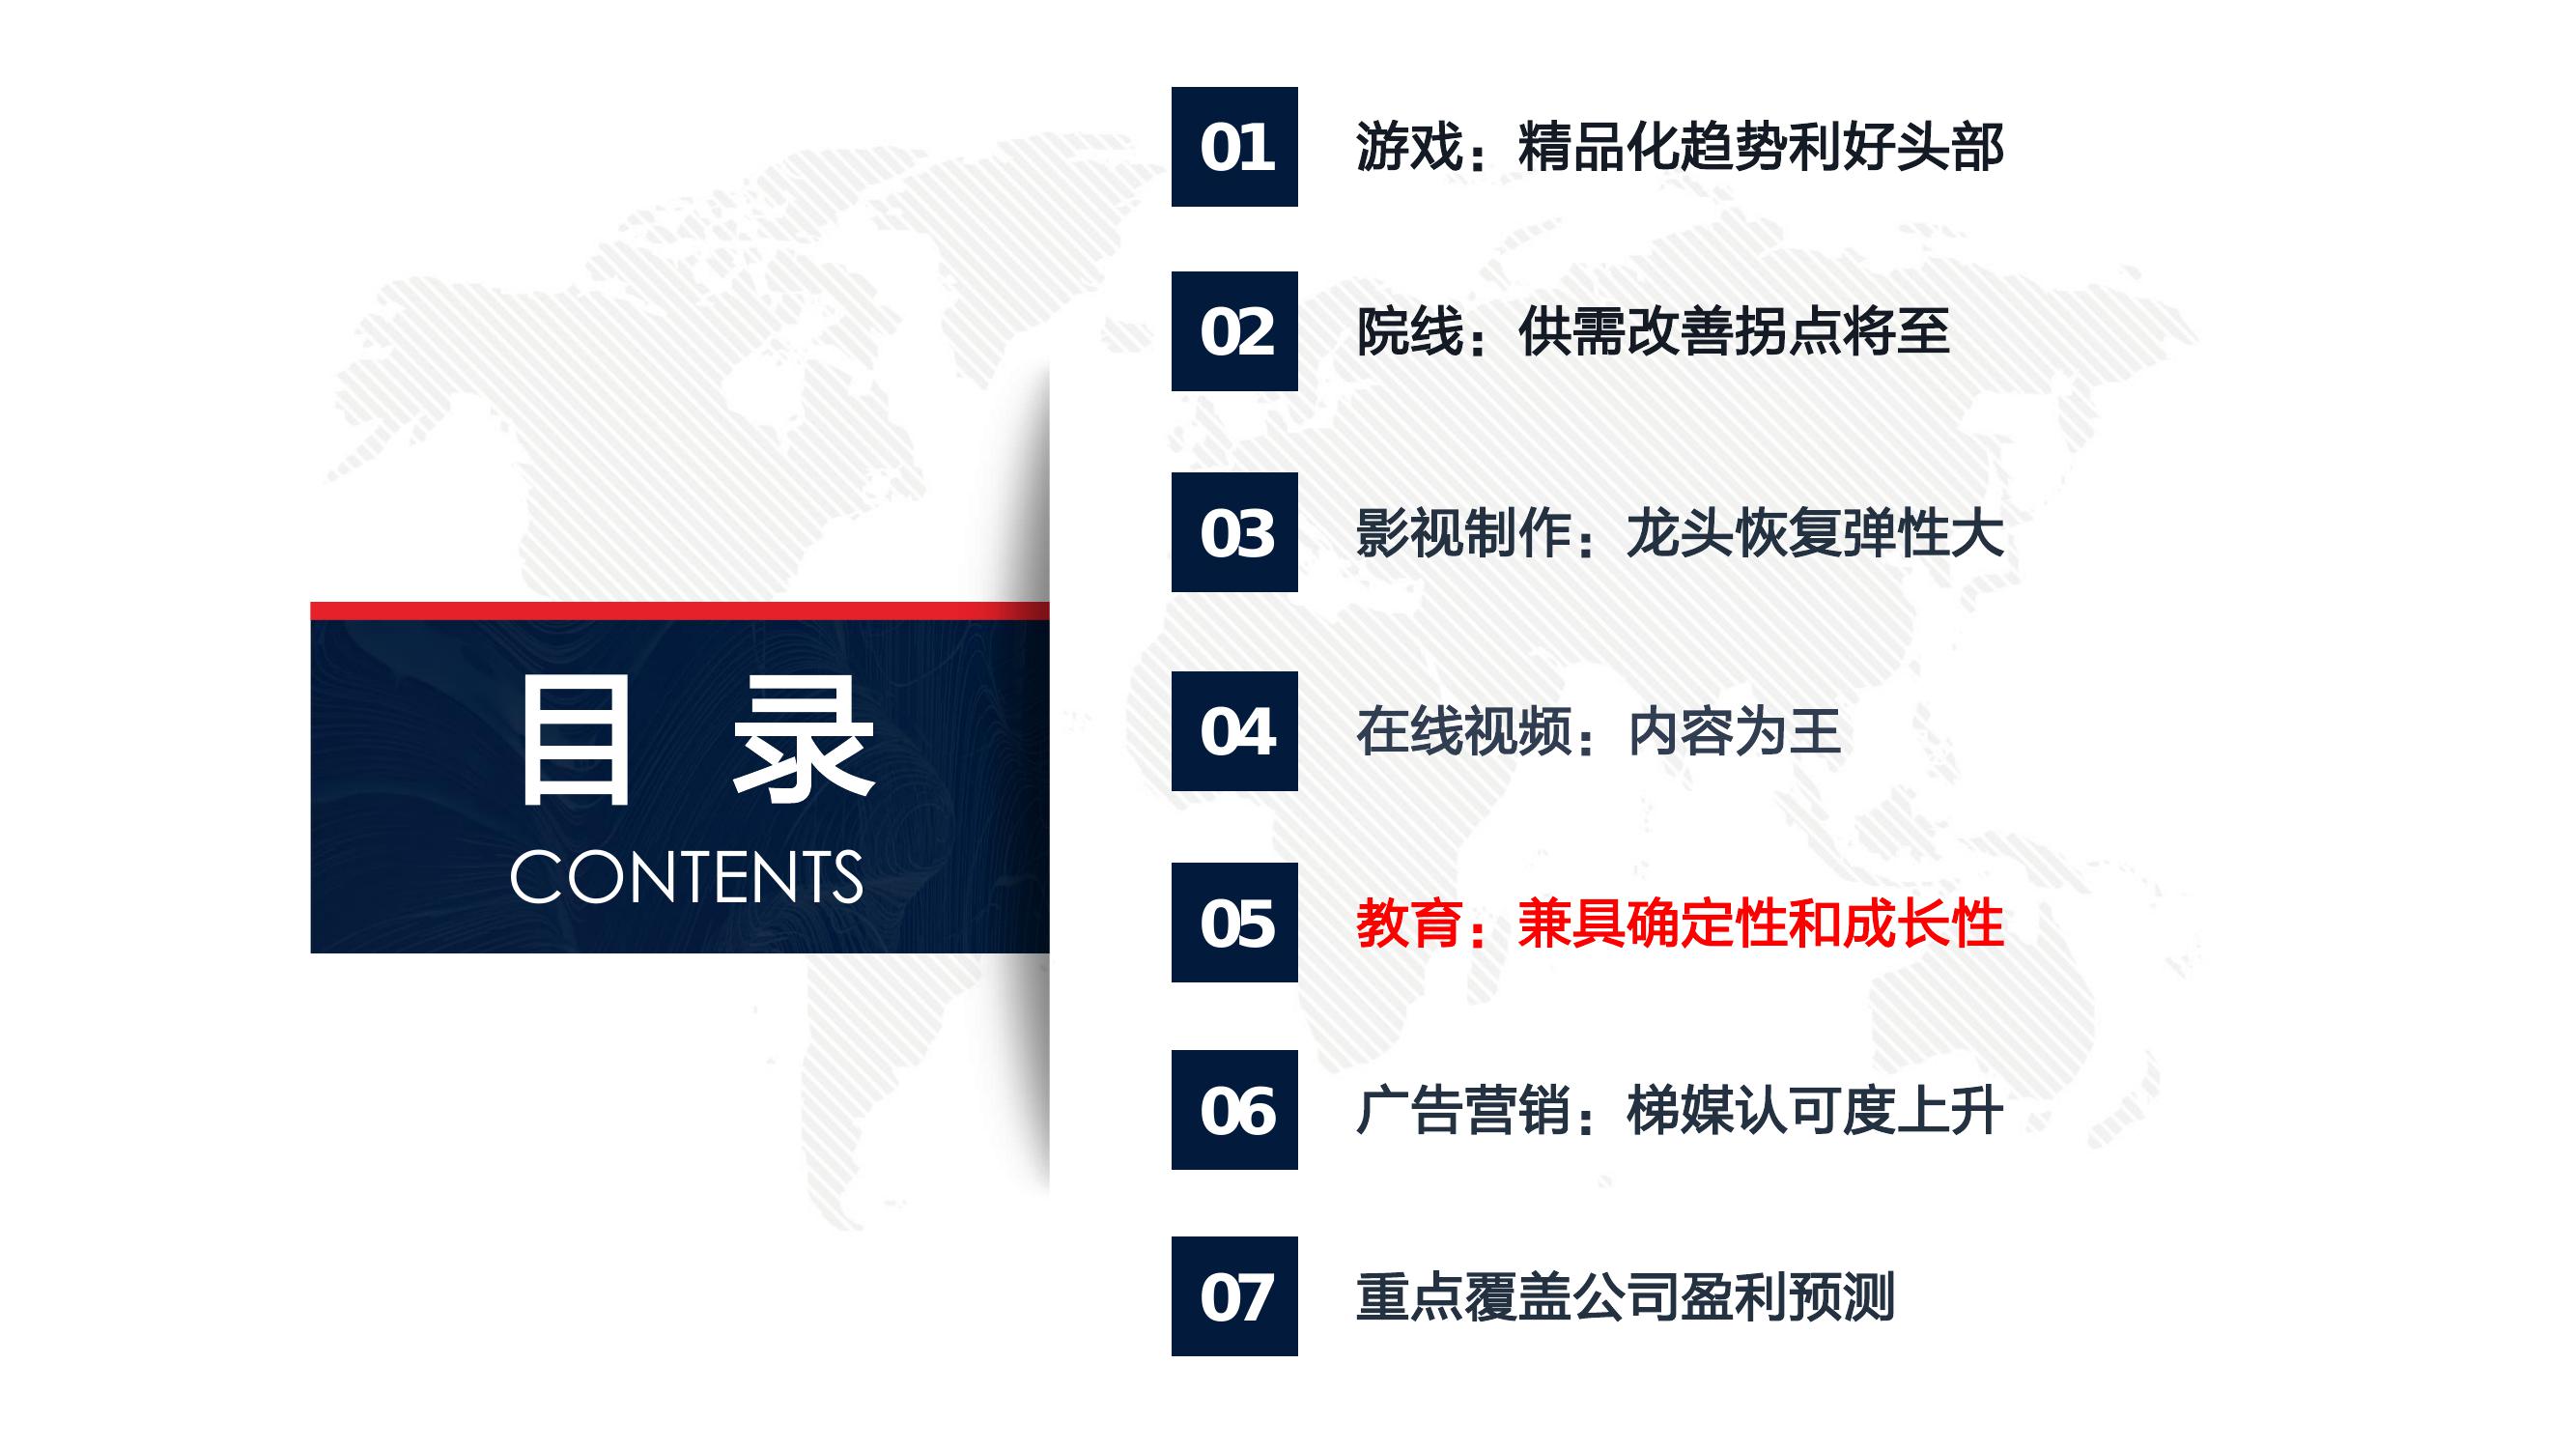 目 录
CONTENTS
01 游戏：精品化趋势利好头部
02 院线：供需改善拐点将至
03 影视制作：龙头恢复弹性大
04 在线视频：内容为王
05 教育：兼具确定性和成长性
06 广告营销：梯媒认可度上升
07 重点覆盖公司盈利预测